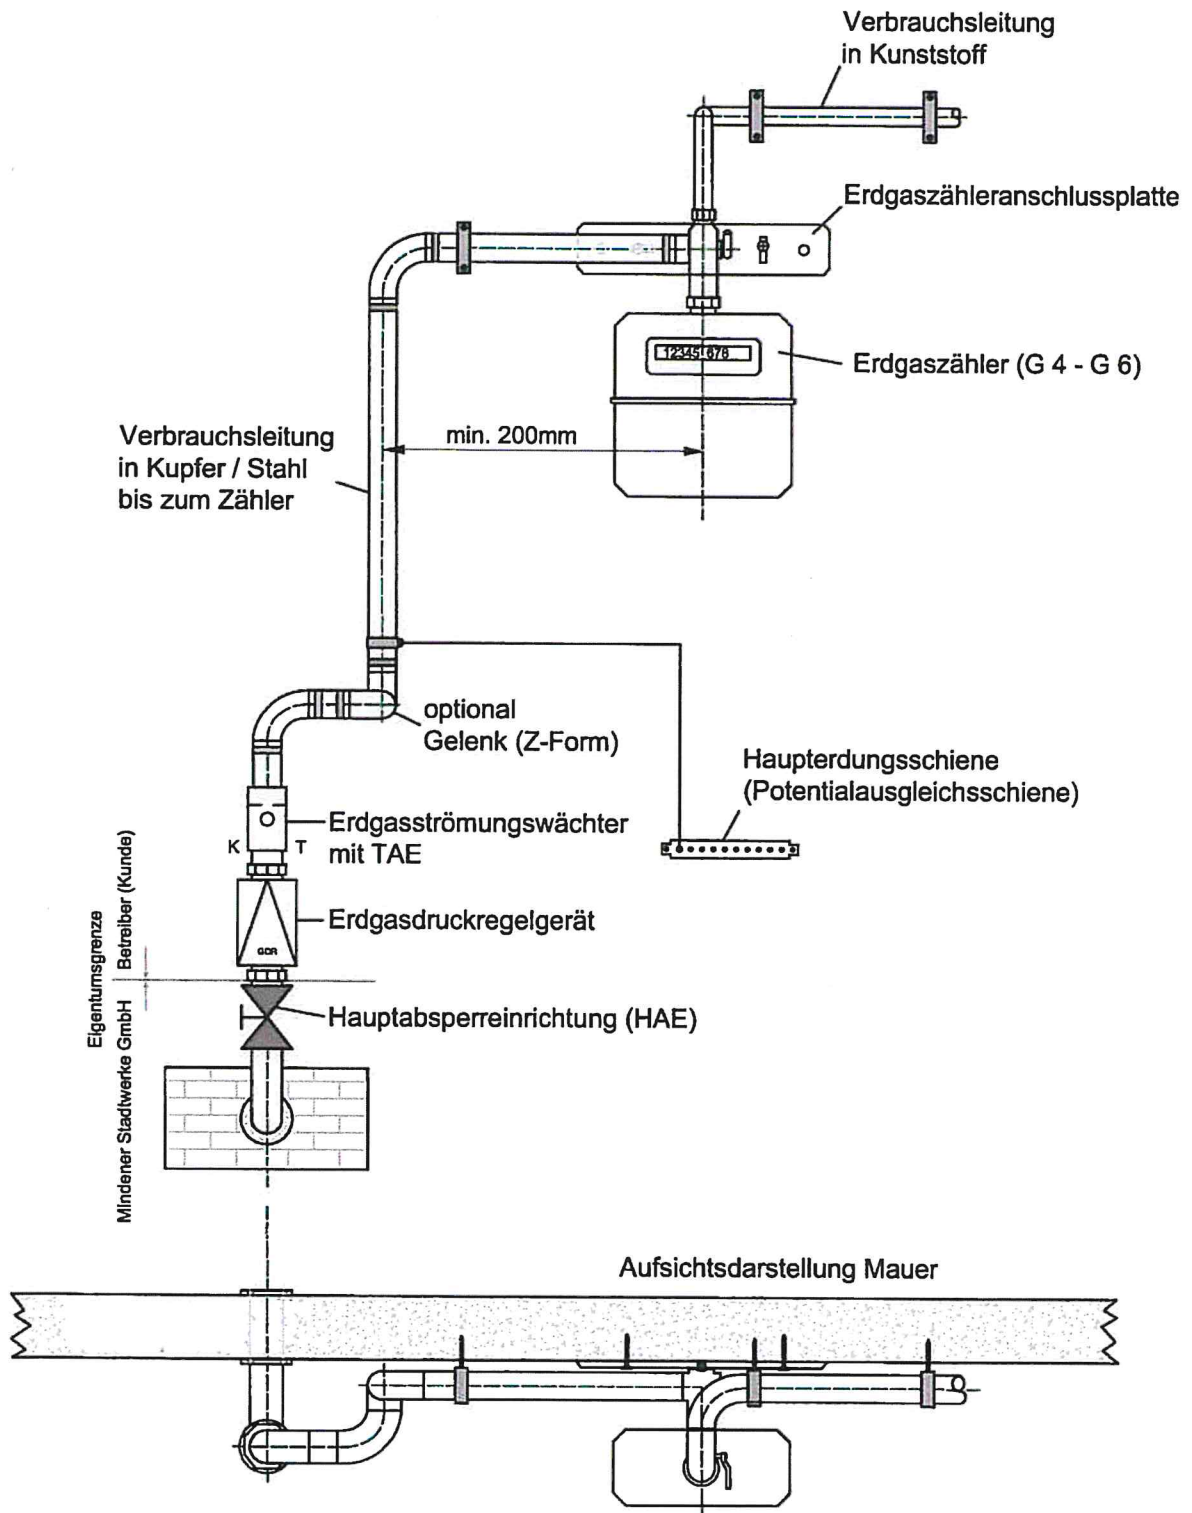 Verbrauchsleitung
in Kunststoff
Erdgaszähleranschlussplatte
12345 678
Erdgaszähler (G 4 - G 6)
Verbrauchsleitung
in Kupfer / Stahl
bis zum Zähler
min. 200mm
optional
Gelenk (Z-Form)
Haupterdungsschiene
(Potentialausgleichsschiene)
Erdgasströmungswächter
mit TAE
K
T
Erdgasdruckregelgerät
GDR
Hauptabsperreinrichtung (HAE)
Eigentumsgrenze
Betreiber (Kunde)
Mindener Stadtwerke GmbH
Aufsichtsdarstellung Mauer